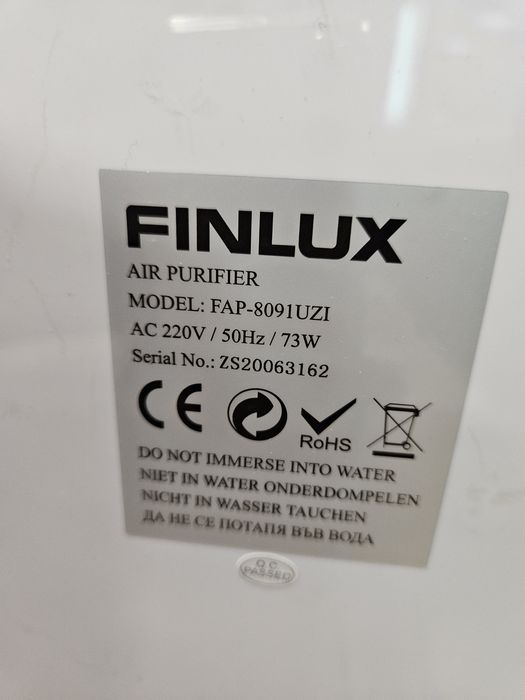 FINLUX
AIR PURIFIER
MODEL: FAP-8091UZI
AC 220V / 50Hz / 73W
Serial No.: ZS20063162
CE
RoHS
DO NOT IMMERSE INTO WATER
NIET IN WATER ONDERDOMPELEN
NICHT IN WASSER TAUCHEN
ДА НЕ СЕ ПОТАПЯ ВЪВ ВОДА
Q C
PASSED